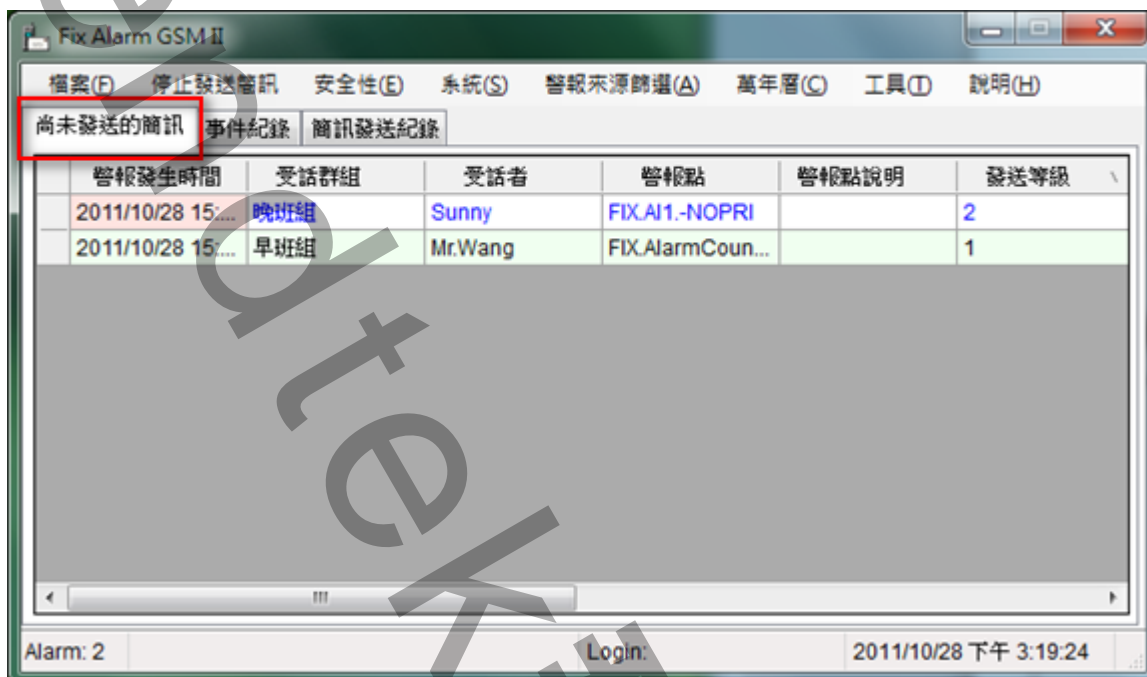 Fix Alarm GSM II
檔案(F) 停止發送簡訊 安全性(E) 系統(S) 警報來源篩選(A) 萬年曆(C) 工具(T) 說明(H)
尚未發送的簡訊 事件紀錄 簡訊發送紀錄
警報發生時間 受話群組 受話者 警報點 警報點說明 發送等級
2011/10/28 15:... 晚班組 Sunny FIX.AI1.-NOPRI 2
2011/10/28 15:... 早班組 Mr.Wang FIX.AlarmCoun... 1
Alarm: 2 Login: 2011/10/28 下午 3:19:24